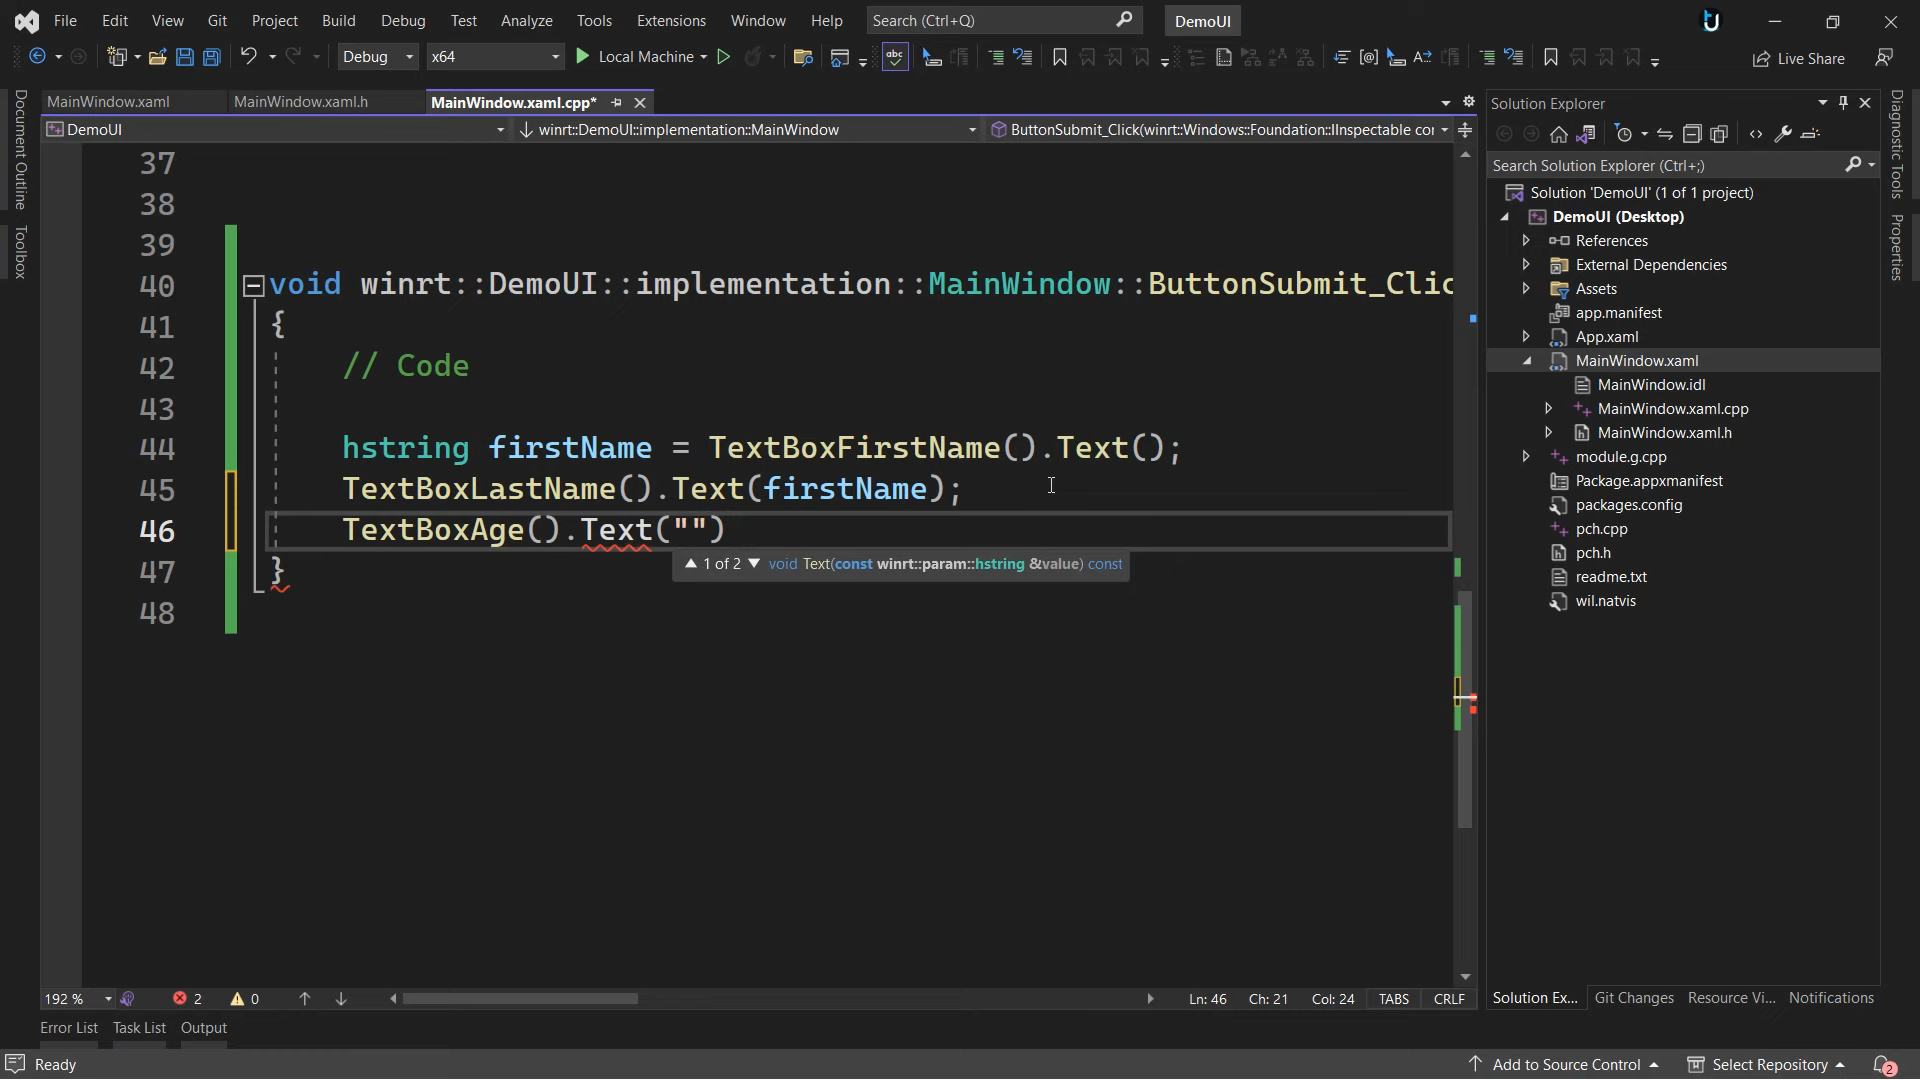 File Edit View Git Project Build Debug Test Analyze Tools Extensions Window Help Search (Ctrl+Q) DemoUI
Debug x64 Local Machine Live Share
MainWindow.xaml MainWindow.xaml.h MainWindow.xaml.cpp*
DemoUI winrt::DemoUI::implementation::MainWindow ButtonSubmit_Click(winrt::Windows::Foundation::IInspectable cor
Document Outline
Toolbox
37
38
39
40 void winrt::DemoUI::implementation::MainWindow::ButtonSubmit_Clic
41 {
42 // Code
43
44 hstring firstName = TextBoxFirstName().Text();
45 TextBoxLastName().Text(firstName);
46 TextBoxAge().Text("")
1 of 2 void Text(const winrt::param::hstring &value) const
47 }
48
192 % 2 0 Ln: 46 Ch: 21 Col: 24 TABS CRLF
Error List Task List Output
Solution Explorer
Search Solution Explorer (Ctrl+;)
Solution 'DemoUI' (1 of 1 project)
DemoUI (Desktop)
References
External Dependencies
Assets
app.manifest
App.xaml
MainWindow.xaml
MainWindow.idl
MainWindow.xaml.cpp
MainWindow.xaml.h
module.g.cpp
Package.appxmanifest
packages.config
pch.cpp
pch.h
readme.txt
wil.natvis
Solution Ex... Git Changes Resource Vi... Notifications
Diagnostic Tools
Properties
Ready Add to Source Control Select Repository 2